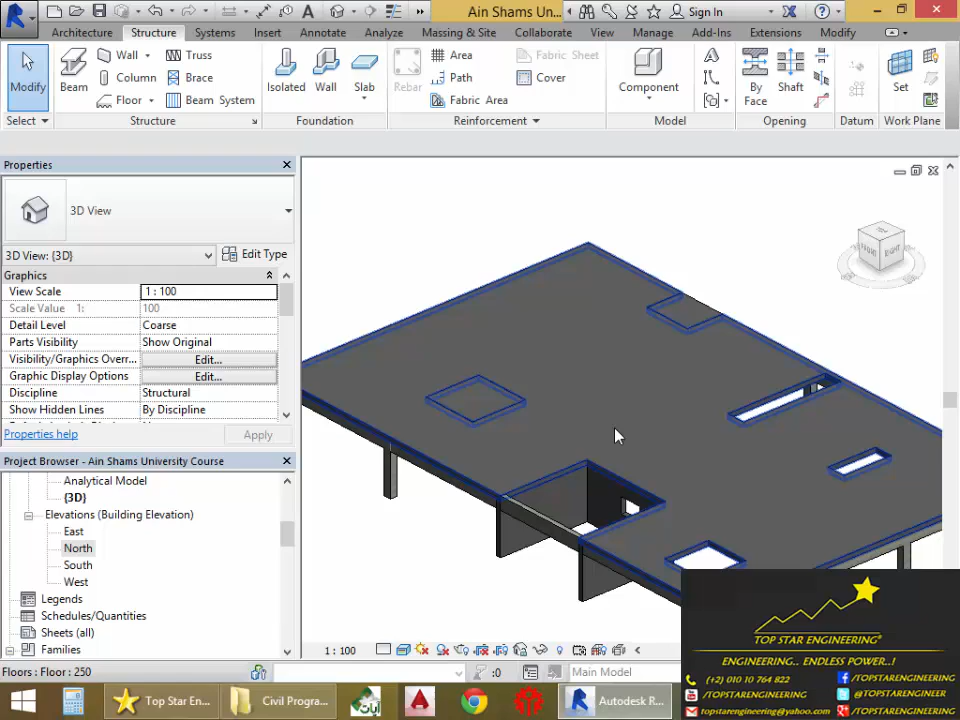 Ain Shams Un...
Sign In
Architecture
Structure
Systems
Insert
Annotate
Analyze
Massing & Site
Collaborate
View
Manage
Add-Ins
Extensions
Modify
Modify
Beam
Wall
Column
Floor
Truss
Brace
Beam System
Isolated
Wall
Slab
Rebar
Area
Path
Fabric Area
Fabric Sheet
Cover
Component
By
Face
Shaft
Set
Select
Structure
Foundation
Reinforcement
Model
Opening
Datum
Work Plane
Properties
3D View
3D View: {3D}
Edit Type
Graphics
View Scale
1 : 100
Scale Value 1:
100
Detail Level
Coarse
Parts Visibility
Show Original
Visibility/Graphics Overr...
Edit...
Graphic Display Options
Edit...
Discipline
Structural
Show Hidden Lines
By Discipline
Properties help
Apply
Project Browser - Ain Shams University Course
Analytical Model
{3D}
Elevations (Building Elevation)
East
North
South
West
Legends
Schedules/Quantities
Sheets (all)
Families
TOP
RIGHT
1 : 100
Floors : Floor : 250
:0
Main Model
TOP STAR ENGINEERING®
ENGINEERING.. ENDLESS POWER..!
(+2) 010 10 764 822
/TOPSTARENGINEERING
/TOPSTARENGINEERING
@TOPSTARENGINEER
topstarengineering@yahoo.com
/TOPSTARENGINEERING
Top Star En...
Civil Progra...
Autodesk R...